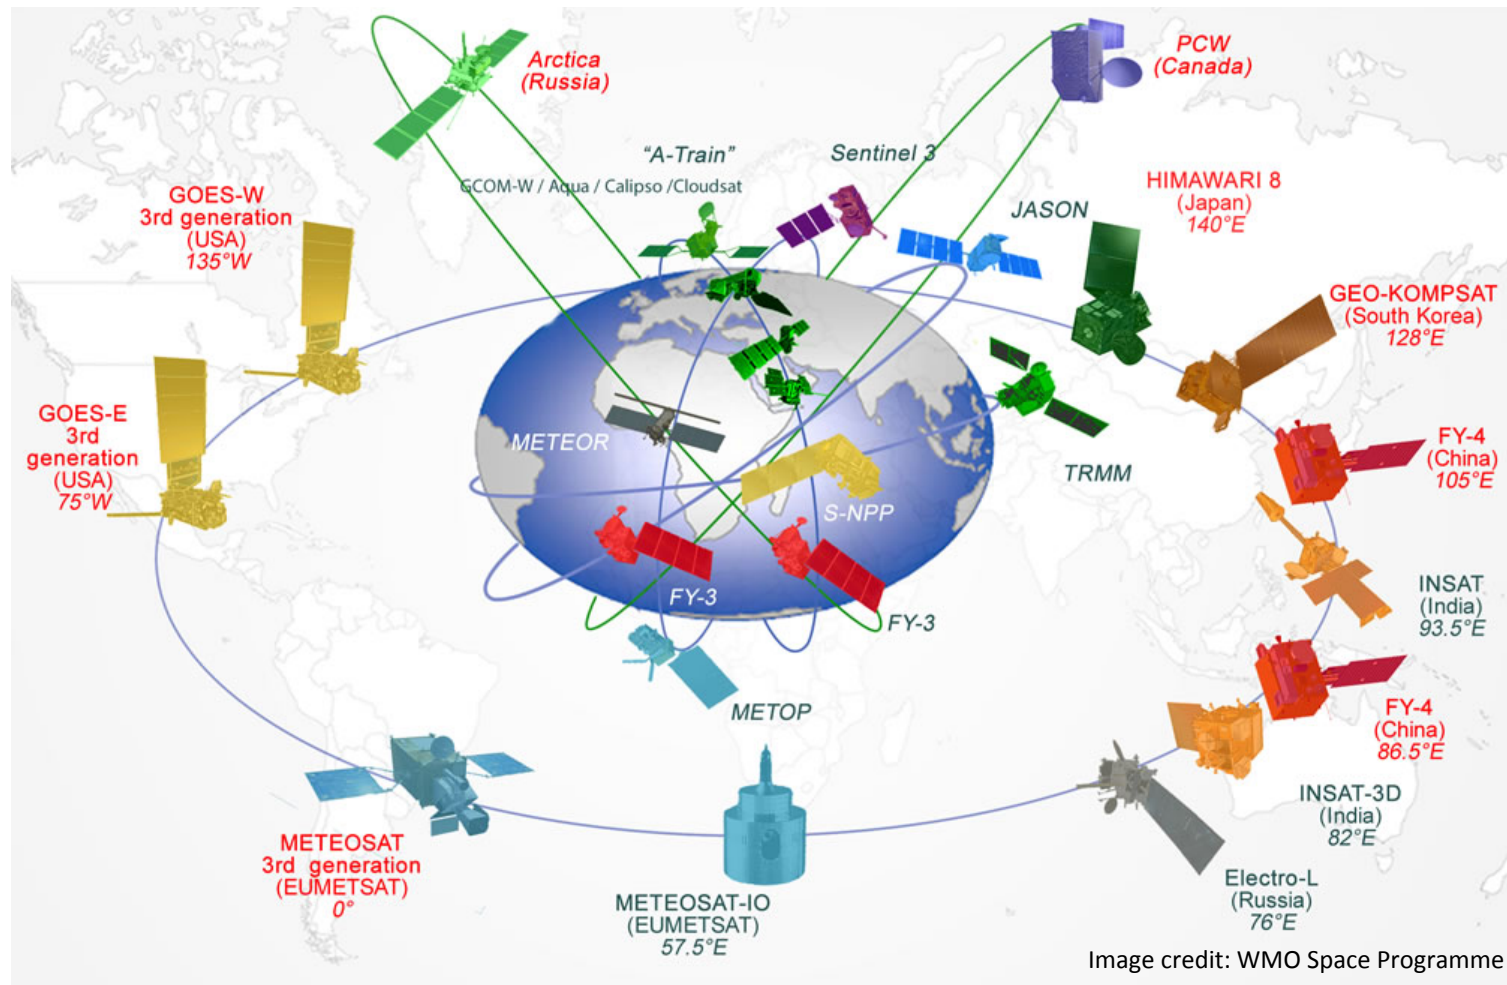 Arctica
(Russia)
PCW
(Canada)
"A-Train"
GCOM-W / Aqua / Calipso /Cloudsat
Sentinel 3
JASON
HIMAWARI 8
(Japan)
140°E
GOES-W
3rd generation
(USA)
135°W
GEO-KOMPSAT
(South Korea)
128°E
GOES-E
3rd
generation
(USA)
75°W
METEOR
TRMM
FY-4
(China)
105°E
S-NPP
FY-3
FY-3
INSAT
(India)
93.5°E
METOP
FY-4
(China)
86.5°E
INSAT-3D
(India)
82°E
METEOSAT
3rd generation
(EUMETSAT)
0°
METEOSAT-IO
(EUMETSAT)
57.5°E
Electro-L
(Russia)
76°E
Image credit: WMO Space Programme